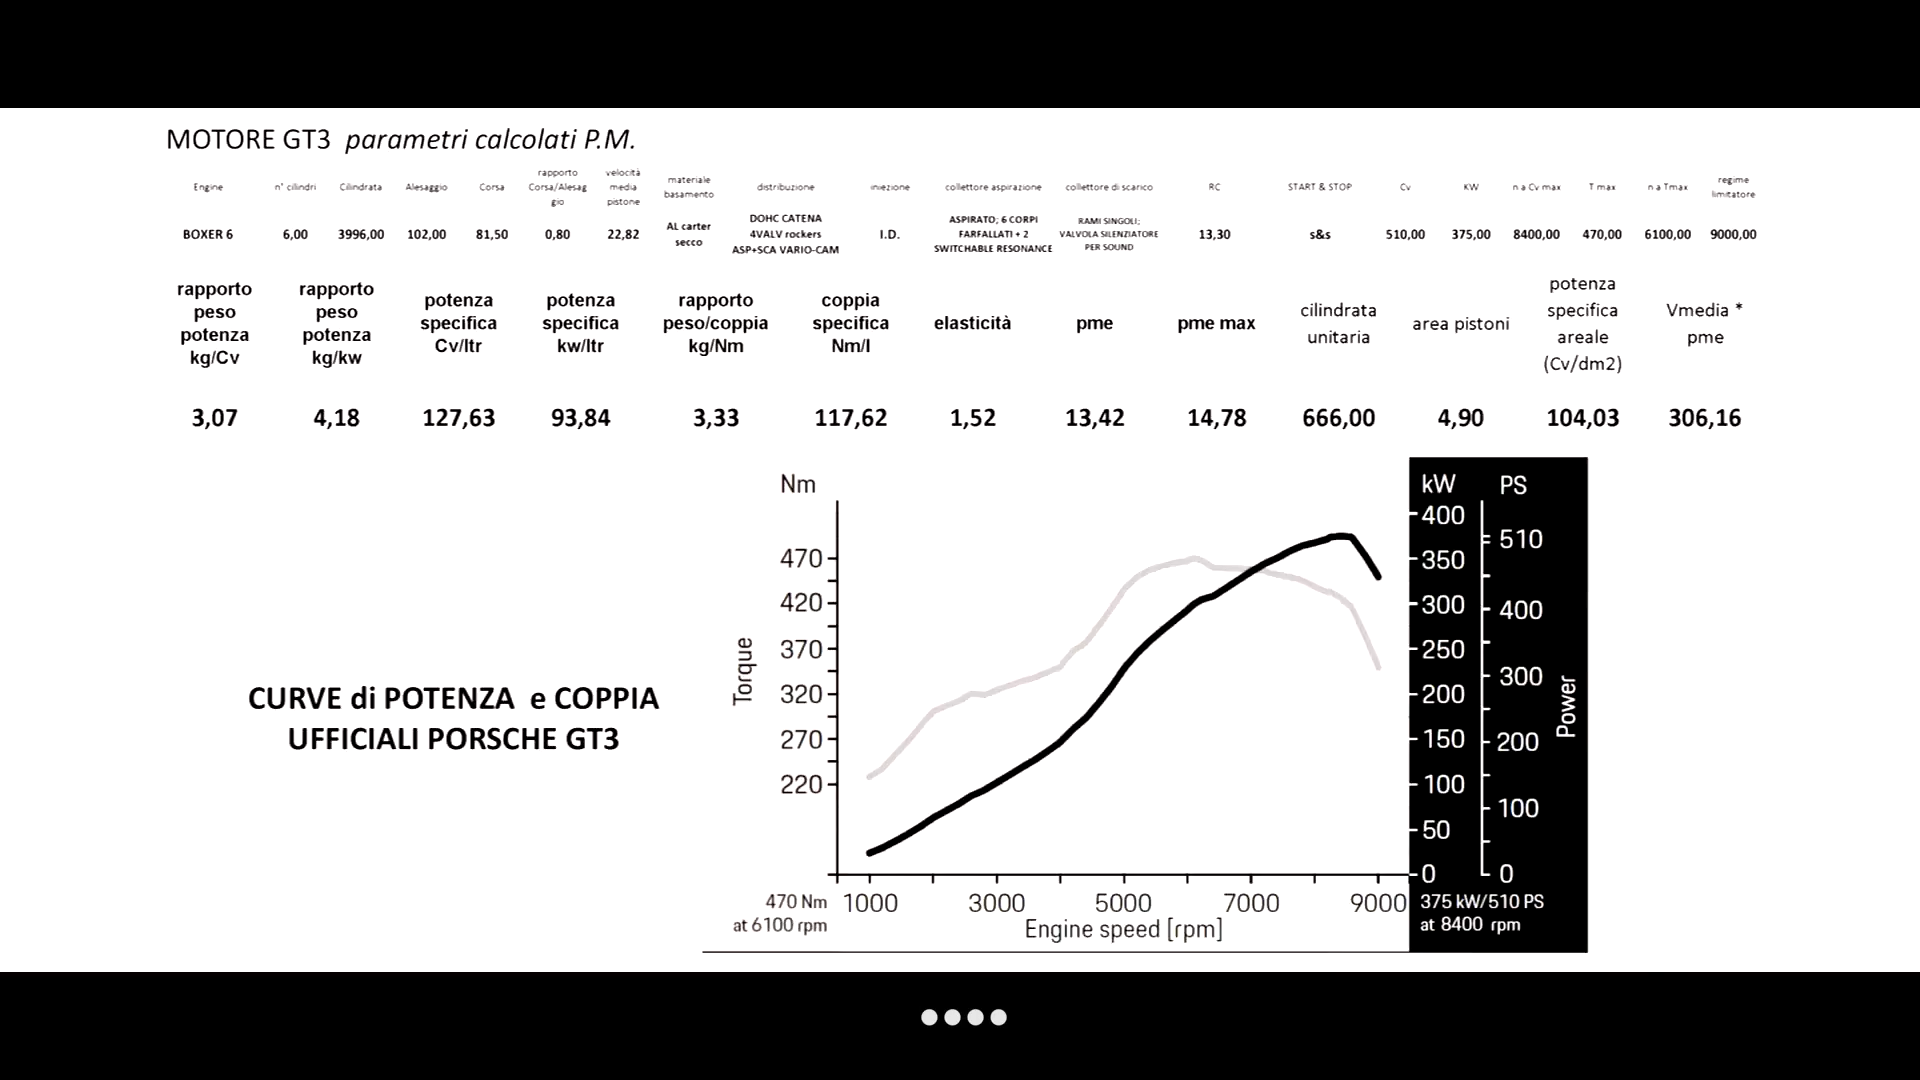 MOTORE GT3 parametri calcolati P.M.
Engine
n° cilindri
Cilindrata
Alesaggio
Corsa
rapporto
Corsa/Alesag
gio
velocità
media
pistone
materiale
basamento
distribuzione
iniezione
collettore aspirazione
collettore di scarico
RC
START & STOP
Cv
KW
n a Cv max
T max
n a Tmax
regime
limitatore
BOXER 6
6,00
3996,00
102,00
81,50
0,80
22,82
AL carter
secco
DOHC CATENA
4VALV rockers
ASP+SCA VARIO-CAM
I.D.
ASPIRATO; 6 CORPI
FARFALLATI + 2
SWITCHABLE RESONANCE
RAMI SINGOLI;
VALVOLA SILENZIATORE
PER SOUND
13,30
s&s
510,00
375,00
8400,00
470,00
6100,00
9000,00
rapporto
peso
potenza
kg/Cv
rapporto
peso
potenza
kg/kw
potenza
specifica
Cv/ltr
potenza
specifica
kw/ltr
rapporto
peso/coppia
kg/Nm
coppia
specifica
Nm/l
elasticità
pme
pme max
cilindrata
unitaria
area pistoni
potenza
specifica
areale
(Cv/dm2)
Vmedia *
pme
3,07
4,18
127,63
93,84
3,33
117,62
1,52
13,42
14,78
666,00
4,90
104,03
306,16
CURVE di POTENZA e COPPIA
UFFICIALI PORSCHE GT3
Nm
470
420
370
320
270
220
Torque
kW
400
350
300
250
200
150
100
50
0
PS
510
400
300
200
100
0
Power
1000
3000
5000
7000
9000
Engine speed [rpm]
470 Nm
at 6100 rpm
375 kW/510 PS
at 8400 rpm